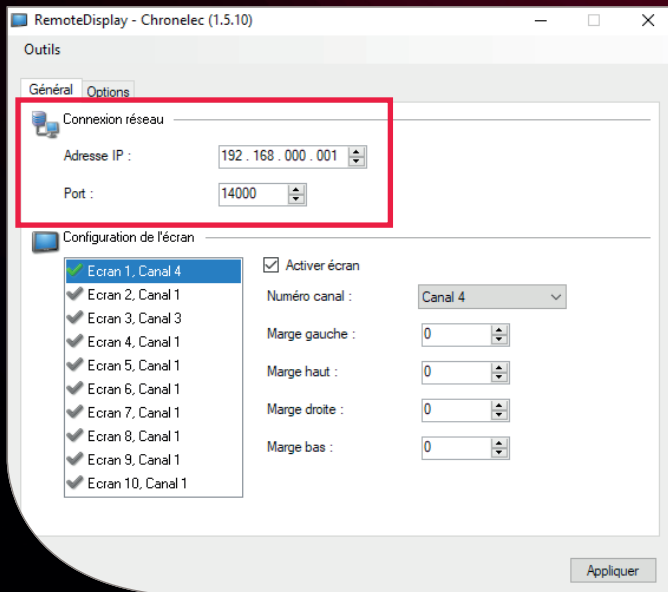 RemoteDisplay - Chronelec (1.5.10)
Outils
Général Options
Connexion réseau
Adresse IP : 192 . 168 . 000 . 001
Port : 14000
Configuration de l'écran
Ecran 1, Canal 4
Ecran 2, Canal 1
Ecran 3, Canal 3
Ecran 4, Canal 1
Ecran 5, Canal 1
Ecran 6, Canal 1
Ecran 7, Canal 1
Ecran 8, Canal 1
Ecran 9, Canal 1
Ecran 10, Canal 1
Activer écran
Numéro canal : Canal 4
Marge gauche : 0
Marge haut : 0
Marge droite : 0
Marge bas : 0
Appliquer